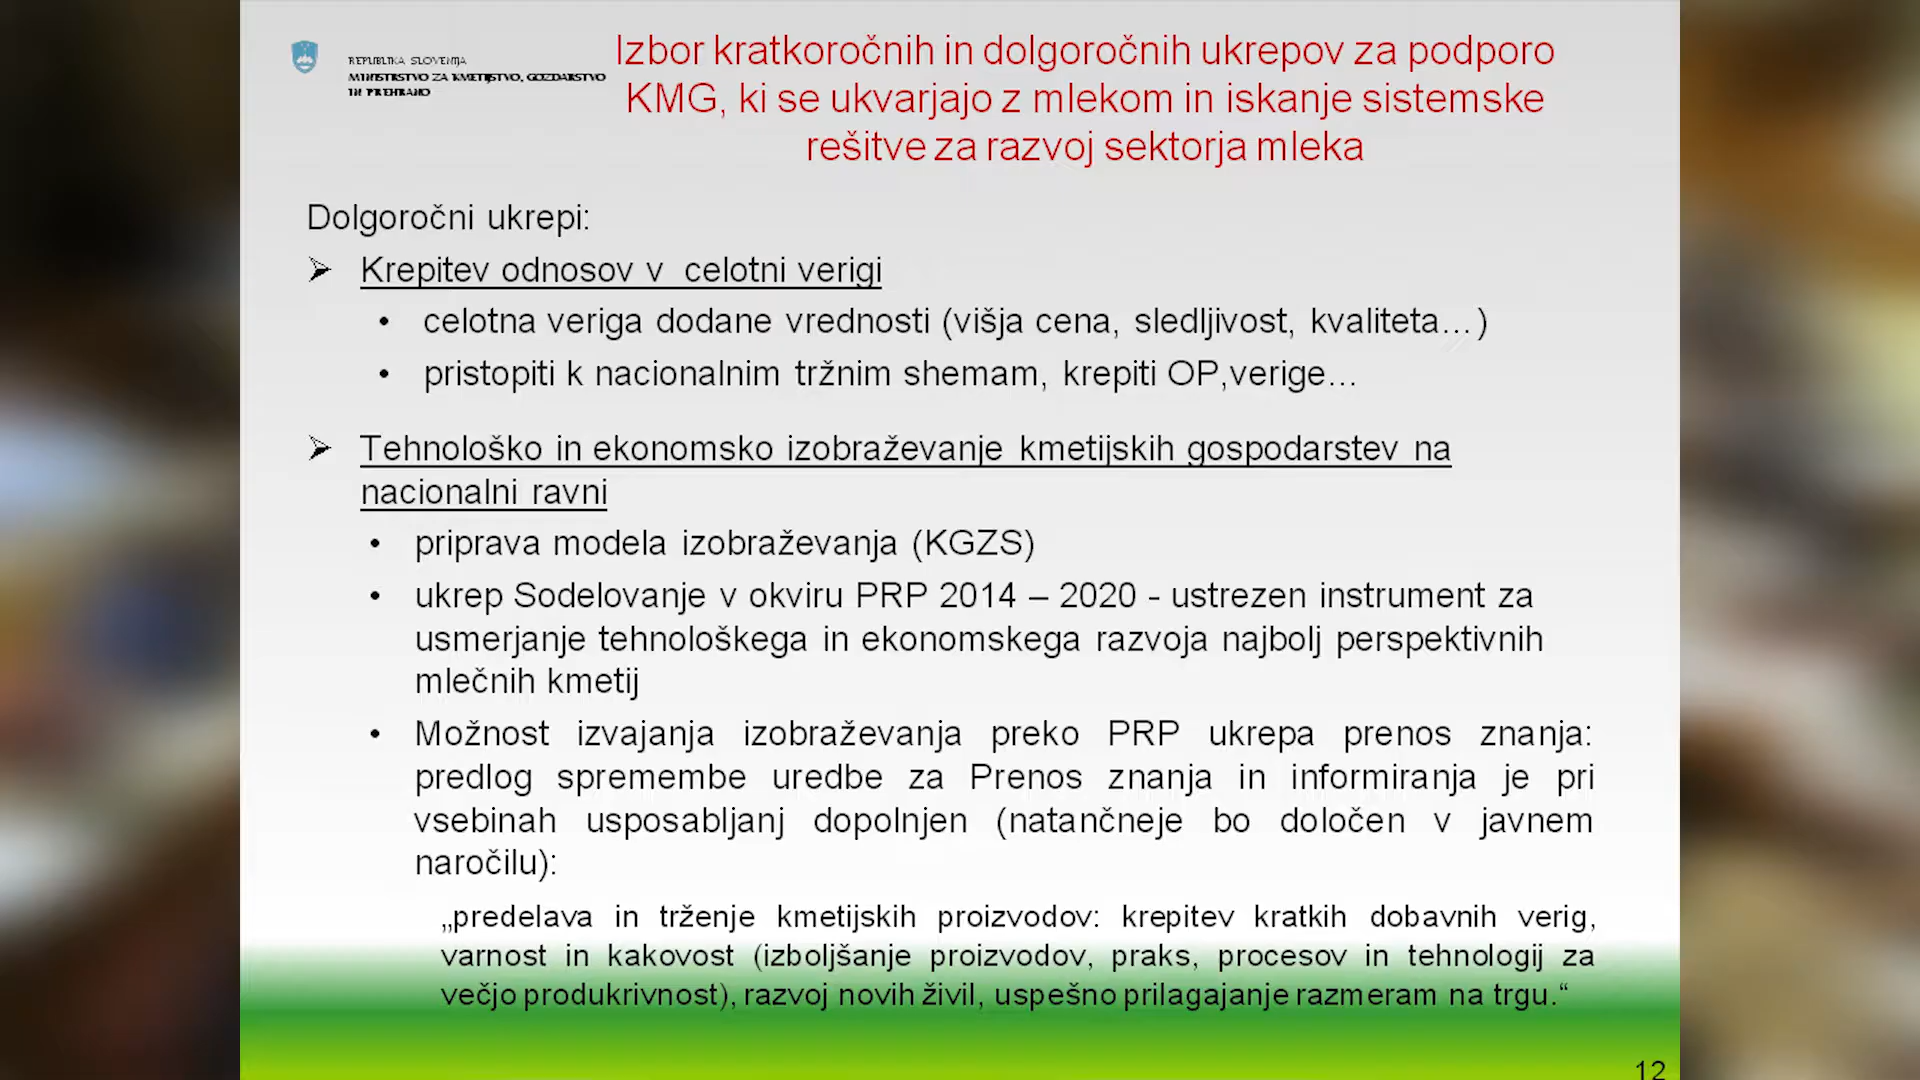 REPUBLIKA SLOVENIJA
MINISTRSTVO ZA KMETIJSTVO, GOZDARSTVO
IN PREHRANO
Izbor kratkoročnih in dolgoročnih ukrepov za podporo
KMG, ki se ukvarjajo z mlekom in iskanje sistemske
rešitve za razvoj sektorja mleka
Dolgoročni ukrepi:
➢ Krepitev odnosov v celotni verigi
• celotna veriga dodane vrednosti (višja cena, sledljivost, kvaliteta...)
• pristopiti k nacionalnim tržnim shemam, krepiti OP,verige...
➢ Tehnološko in ekonomsko izobraževanje kmetijskih gospodarstev na
nacionalni ravni
• priprava modela izobraževanja (KGZS)
• ukrep Sodelovanje v okviru PRP 2014 – 2020 - ustrezen instrument za
usmerjanje tehnološkega in ekonomskega razvoja najbolj perspektivnih
mlečnih kmetij
• Možnost izvajanja izobraževanja preko PRP ukrepa prenos znanja:
predlog spremembe uredbe za Prenos znanja in informiranja je pri
vsebinah usposabljanj dopolnjen (natančneje bo določen v javnem
naročilu):
„predelava in trženje kmetijskih proizvodov: krepitev kratkih dobavnih verig,
varnost in kakovost (izboljšanje proizvodov, praks, procesov in tehnologij za
večjo produkrivnost), razvoj novih živil, uspešno prilagajanje razmeram na trgu.“
12